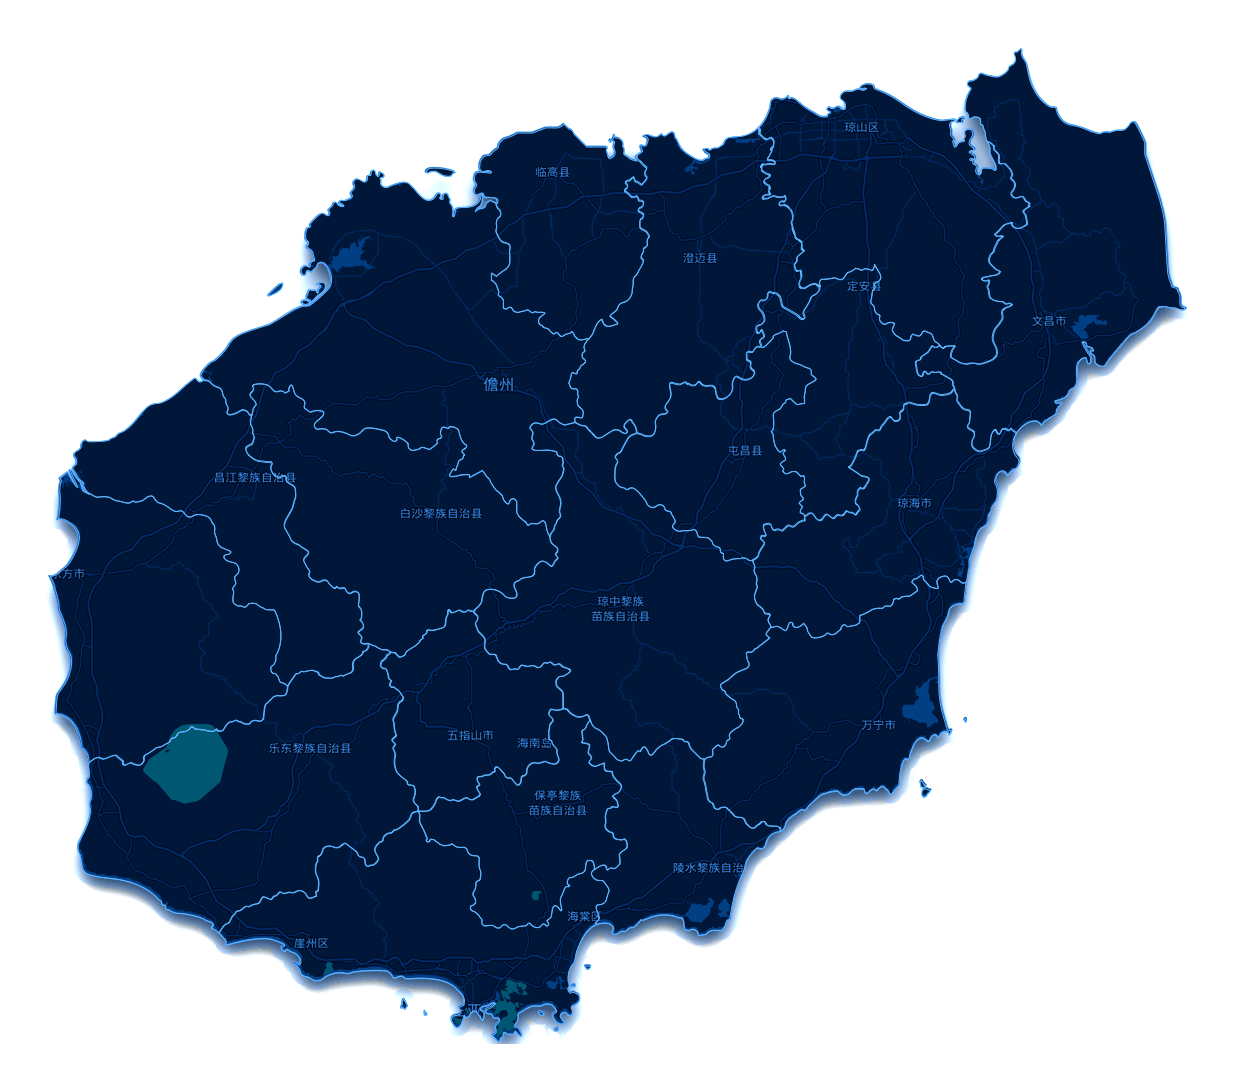 琼山区
临高县
澄迈县
定安县
文昌市
儋州
屯昌县
昌江黎族自治县
琼海市
白沙黎族自治县
东方市
琼中黎族
苗族自治县
万宁市
五指山市
海南岛
乐东黎族自治县
保亭黎族
苗族自治县
陵水黎族自治
海棠区
崖州区